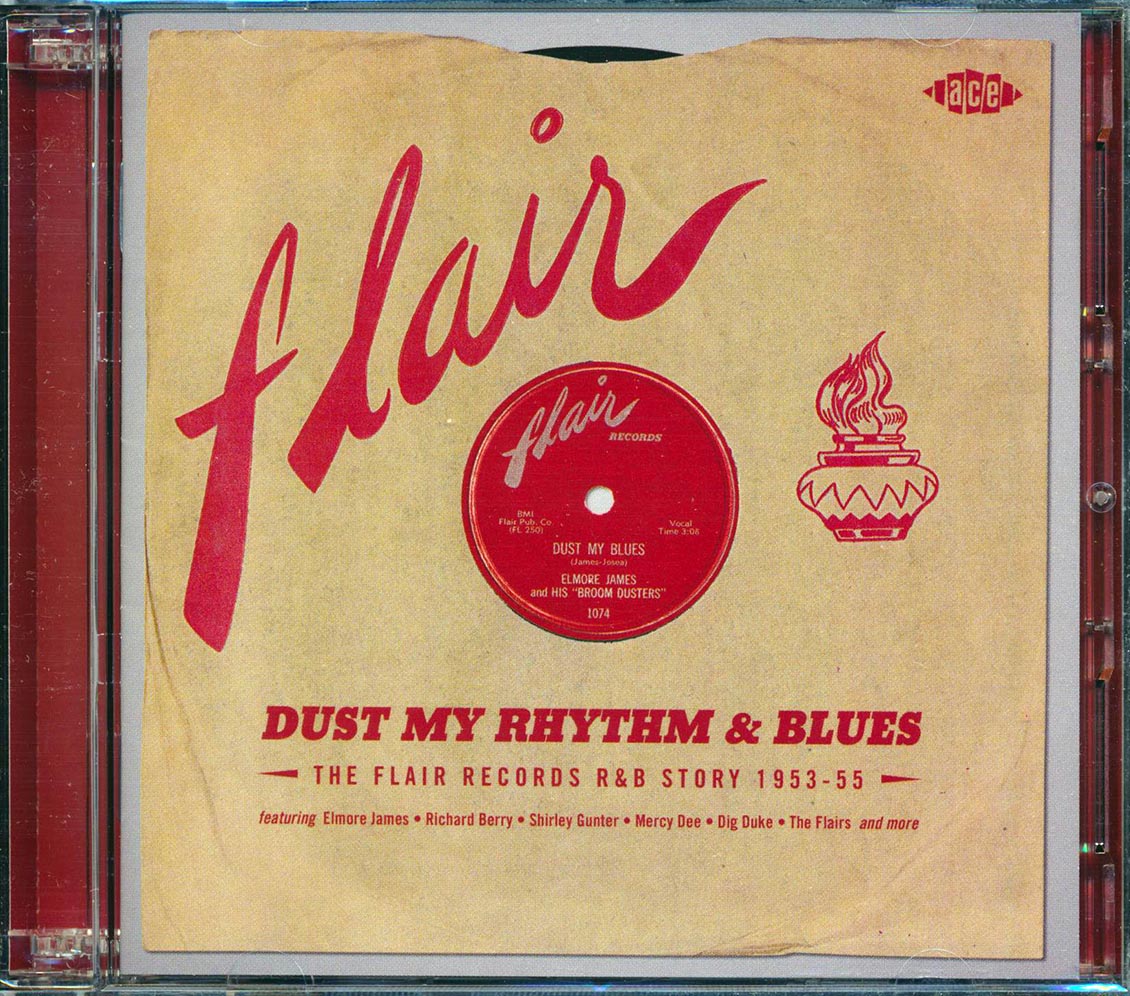 ace
flair
flair
RECORDS
BMI
Flair Pub. Co.
(FL 250)
Vocal
Time 3:08
DUST MY BLUES
(James-Josea)
ELMORE JAMES
and HIS "BROOM DUSTERS"
1074
DUST MY RHYTHM & BLUES
THE FLAIR RECORDS R&B STORY 1953-55
featuring Elmore James • Richard Berry • Shirley Gunter • Mercy Dee • Dig Duke • The Flairs and more